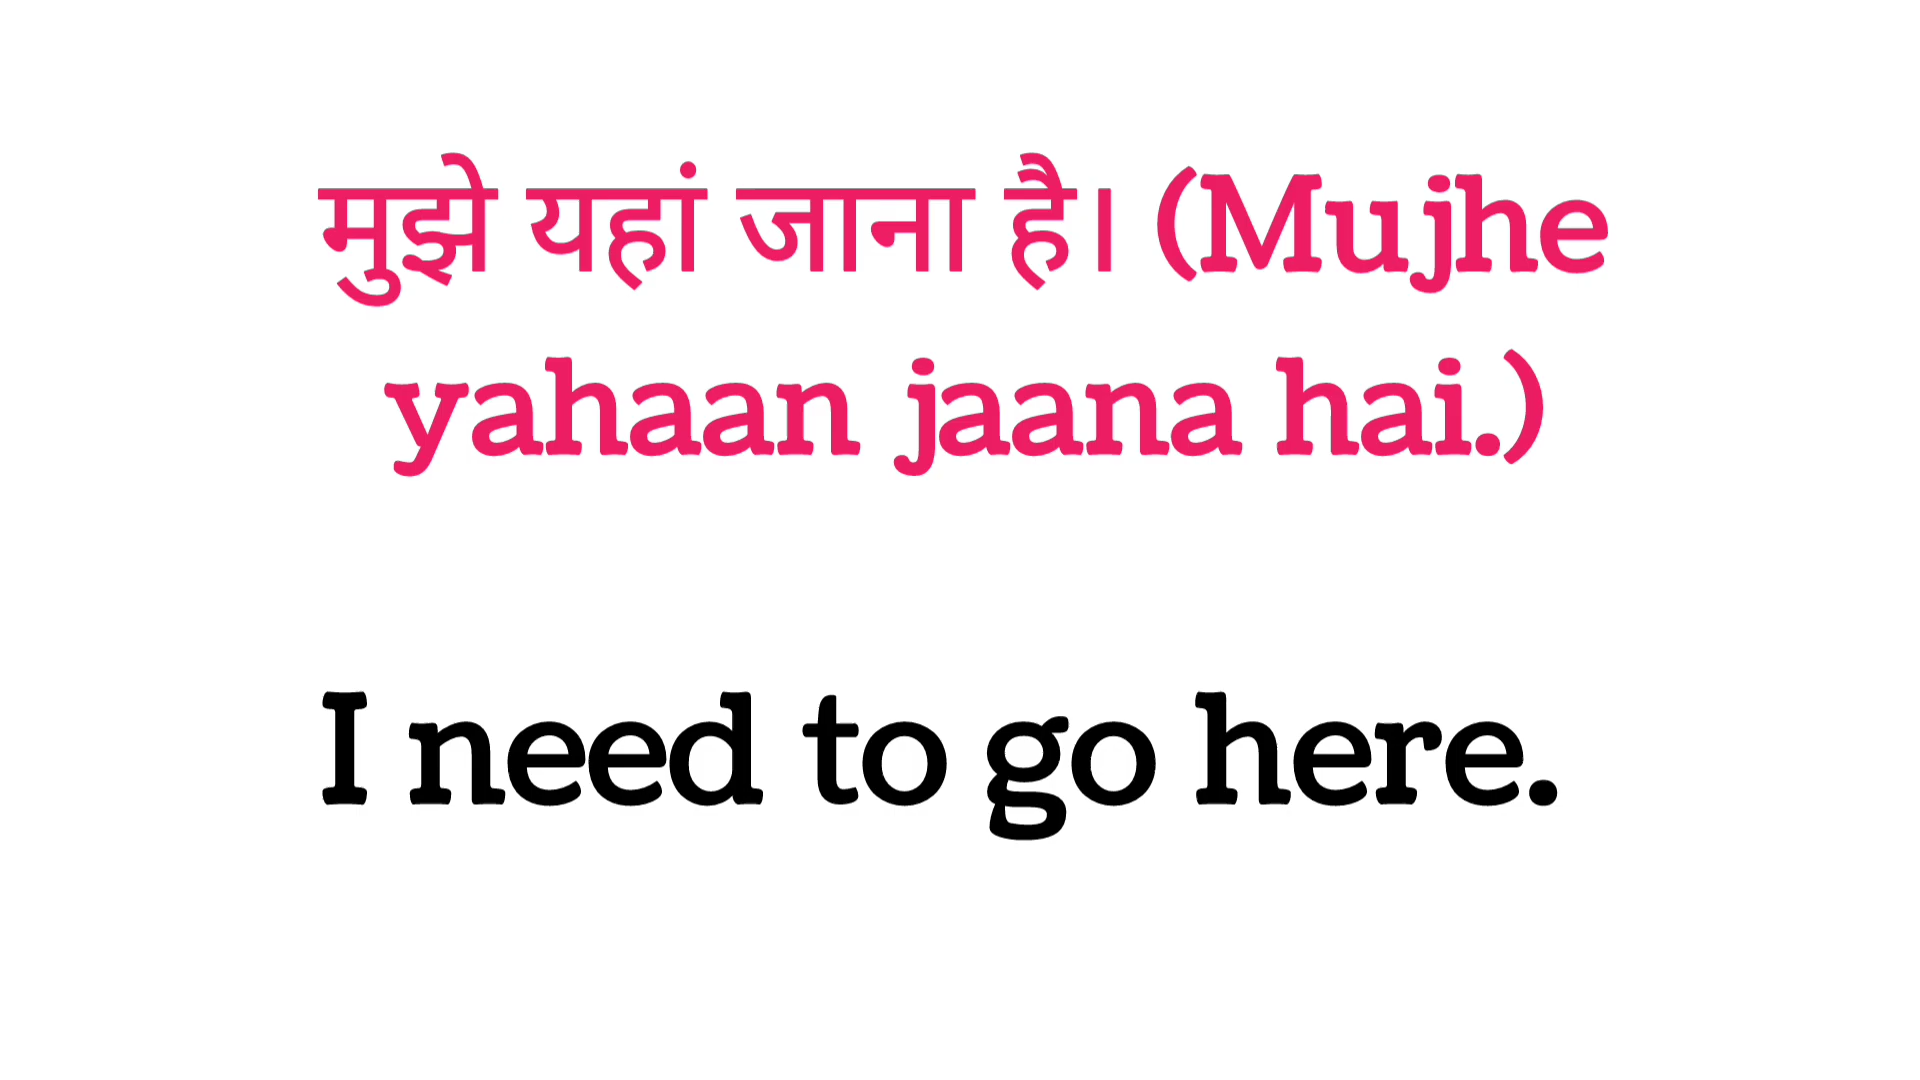 मुझे यहां जाना है। (Mujhe
yahaan jaana hai.)
I need to go here.